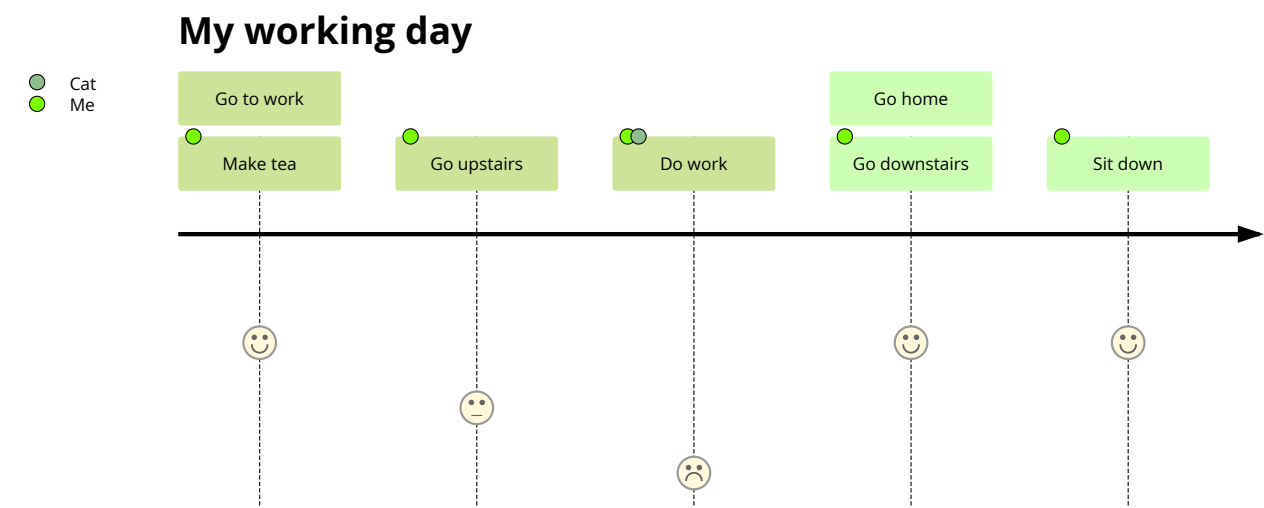 My working day
Cat
Me
Go to work
Go home
Make tea
Go upstairs
Do work
Go downstairs
Sit down